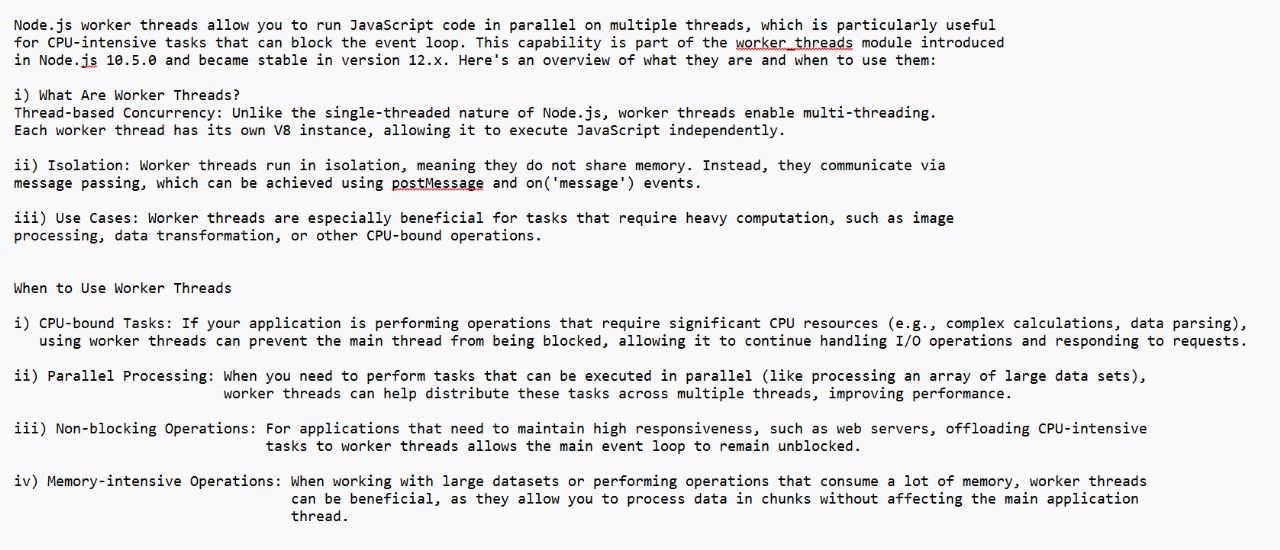 Node.js worker threads allow you to run JavaScript code in parallel on multiple threads, which is particularly useful
for CPU-intensive tasks that can block the event loop. This capability is part of the worker_threads module introduced
in Node.js 10.5.0 and became stable in version 12.x. Here's an overview of what they are and when to use them:
i) What Are Worker Threads?
Thread-based Concurrency: Unlike the single-threaded nature of Node.js, worker threads enable multi-threading.
Each worker thread has its own V8 instance, allowing it to execute JavaScript independently.
ii) Isolation: Worker threads run in isolation, meaning they do not share memory. Instead, they communicate via
message passing, which can be achieved using postMessage and on('message') events.
iii) Use Cases: Worker threads are especially beneficial for tasks that require heavy computation, such as image
processing, data transformation, or other CPU-bound operations.
When to Use Worker Threads
i) CPU-bound Tasks: If your application is performing operations that require significant CPU resources (e.g., complex calculations, data parsing),
using worker threads can prevent the main thread from being blocked, allowing it to continue handling I/O operations and responding to requests.
ii) Parallel Processing: When you need to perform tasks that can be executed in parallel (like processing an array of large data sets),
worker threads can help distribute these tasks across multiple threads, improving performance.
iii) Non-blocking Operations: For applications that need to maintain high responsiveness, such as web servers, offloading CPU-intensive
tasks to worker threads allows the main event loop to remain unblocked.
iv) Memory-intensive Operations: When working with large datasets or performing operations that consume a lot of memory, worker threads
can be beneficial, as they allow you to process data in chunks without affecting the main application
thread.